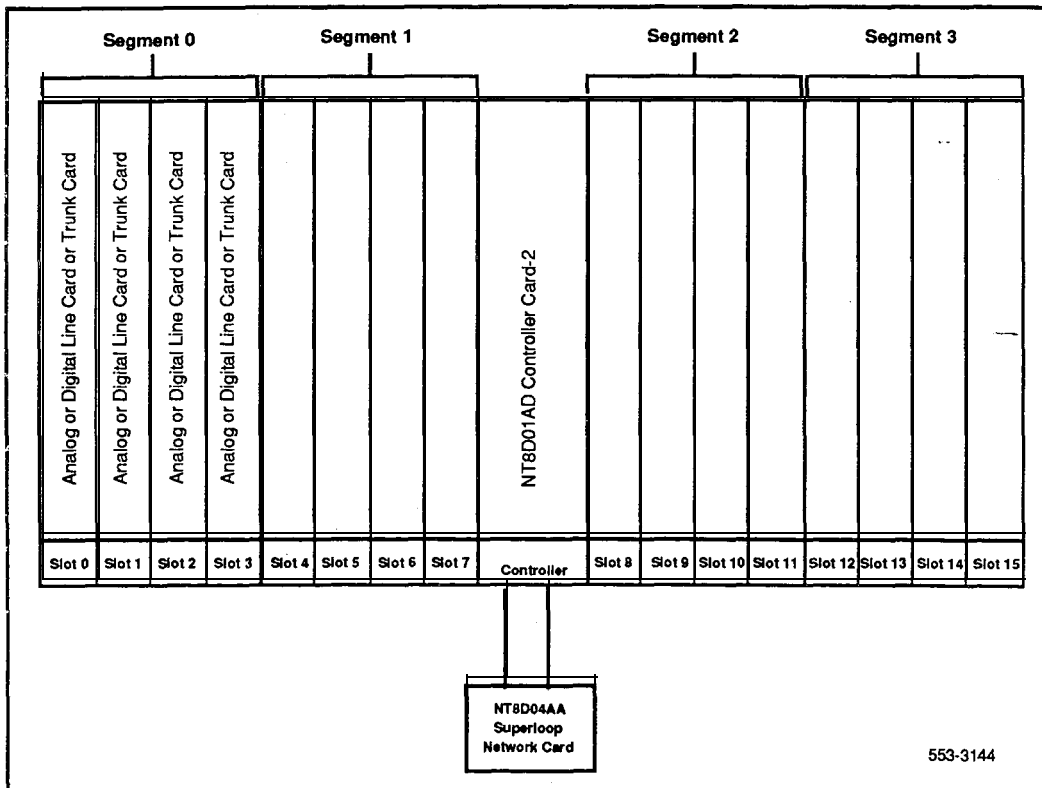 Segment 0
Segment 1
Segment 2
Segment 3
Analog or Digital Line Card or Trunk Card
Analog or Digital Line Card or Trunk Card
Analog or Digital Line Card or Trunk Card
Analog or Digital Line Card or Trunk Card
NT8D01AD Controller Card-2
Slot 0
Slot 1
Slot 2
Slot 3
Slot 4
Slot 5
Slot 6
Slot 7
Controller
Slot 8
Slot 9
Slot 10
Slot 11
Slot 12
Slot 13
Slot 14
Slot 15
NT8D04AA
Superloop
Network Card
553-3144